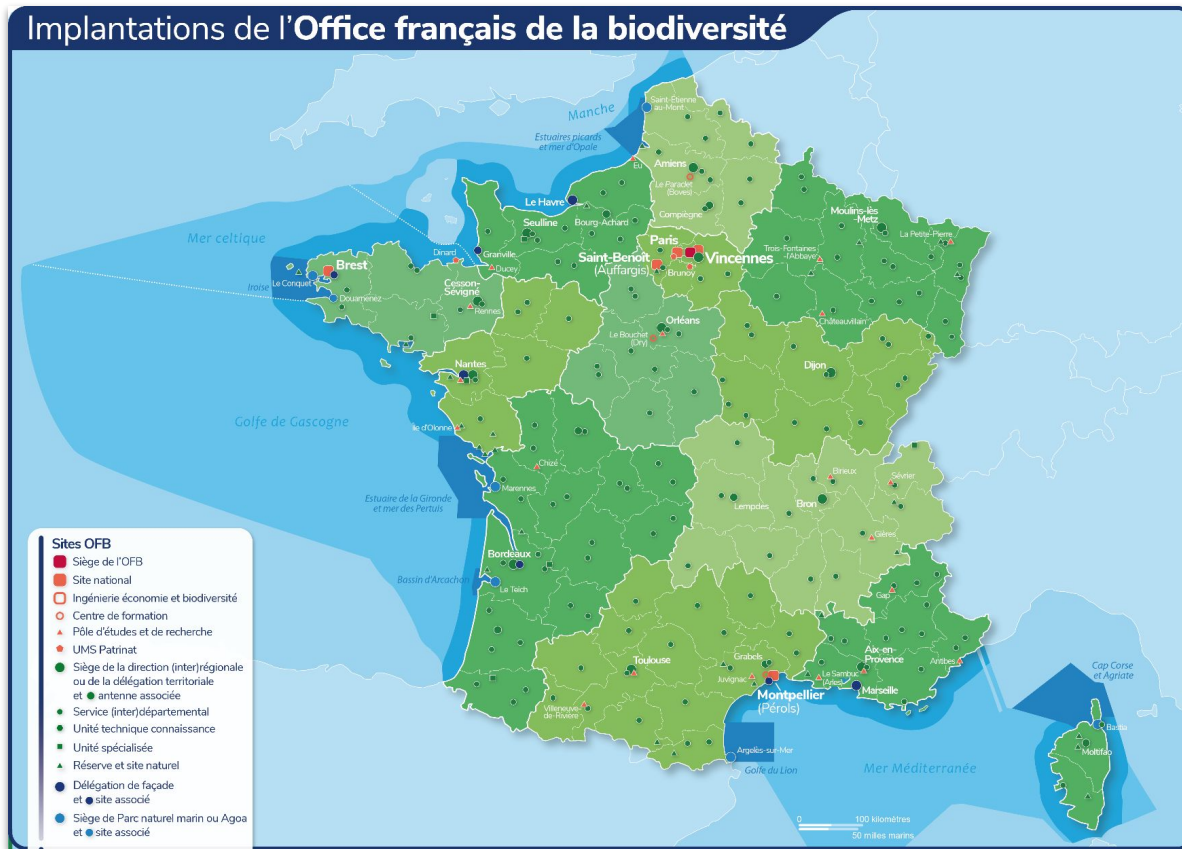 Implantations de l'Office français de la biodiversité
Manche
Saint-Étienne
au-Mont
Estuaires picards
et mer d'Opale
Eu
Amiens
Le Paraclet
(Boves)
Compiègne
Le Havre
Bourg-Achard
Seulline
Moulins-lès-
Metz
La Petite-Pierre
Trois-Fontaines
-l'Abbaye
Châteauvillain
Mer celtique
Dinard
Granville
Ducey
Paris
Saint-Benoît
(Auffargis)
Vincennes
Brunoy
Brest
Le Conquet
Iroise
Douarnenez
Cesson-
Sévigné
Rennes
Orléans
Le Bouchet
(Dry)
Nantes
Dijon
Golfe de Gascogne
Ile d'Olonne
Chizé
Marennes
Estuaire de la Gironde
et mer des Pertuis
Birieux
Sévrier
Lempdes
Bron
Gières
Bordeaux
Bassin d'Arcachon
Le Teich
Gap
Toulouse
Grabels
Juvignac
Aix-en-
Provence
Antibes
Le Sambuc
(Arles)
Marseille
Montpellier
(Pérols)
Villeneuve-
de-Rivière
Argelès-sur-Mer
Golfe du Lion
Mer Méditerranée
Cap Corse
et Agriate
Bastia
Moltifao
0 100 kilomètres
50 milles marins
Sites OFB
Siège de l'OFB
Site national
Ingénierie économie et biodiversité
Centre de formation
Pôle d'études et de recherche
UMS Patrinat
Siège de la direction (inter)régionale
ou de la délégation territoriale
et antenne associée
Service (inter)départemental
Unité technique connaissance
Unité spécialisée
Réserve et site naturel
Délégation de façade
et site associé
Siège de Parc naturel marin ou Agoa
et site associé